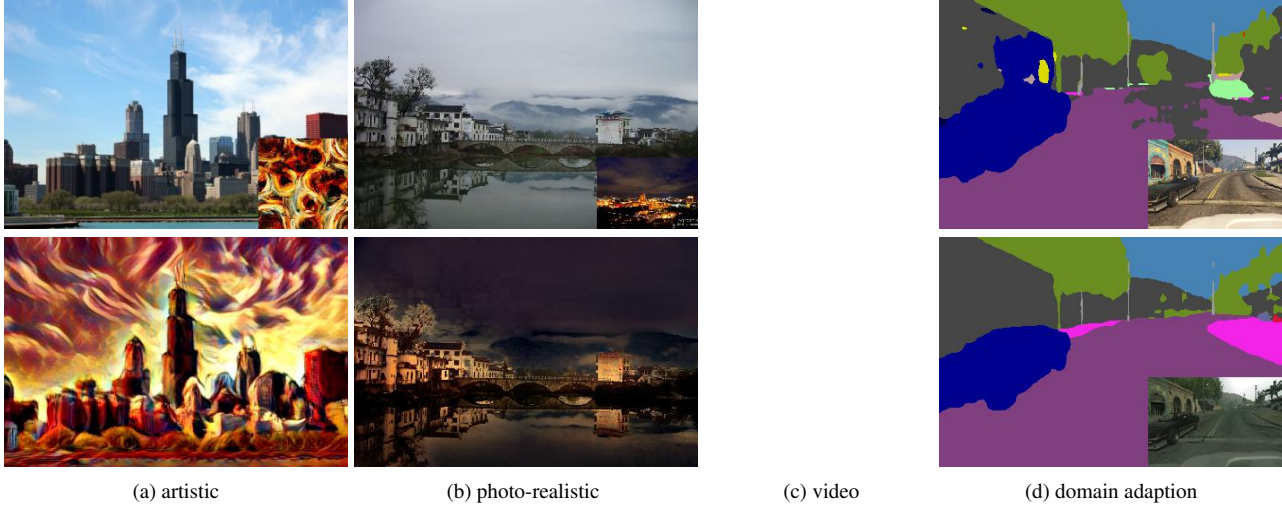 (a) artistic
(b) photo-realistic
(c) video
(d) domain adaption